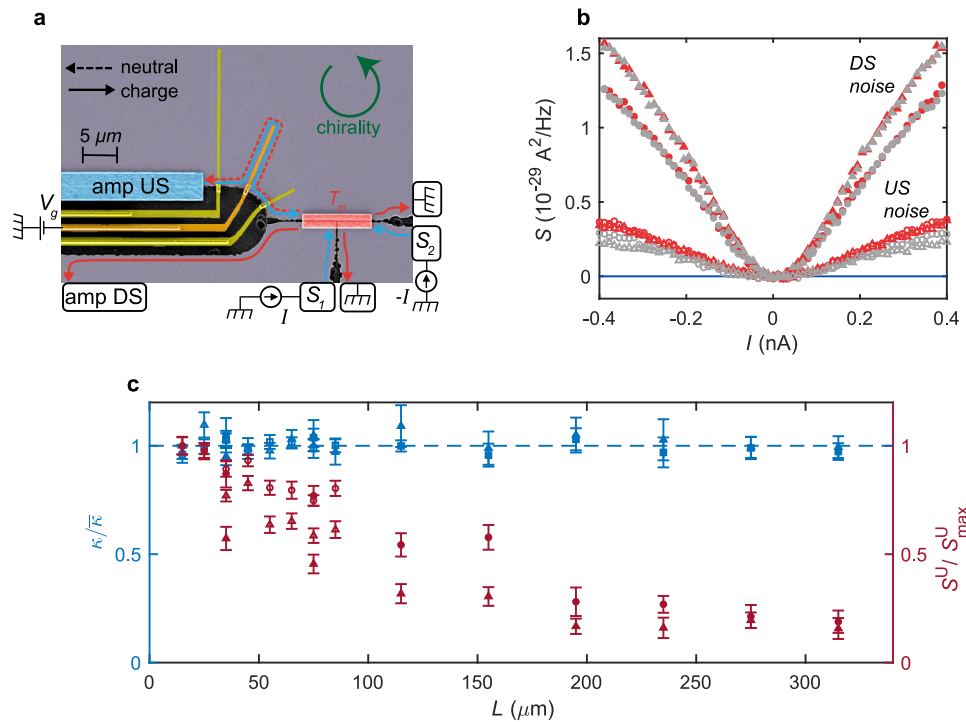 a
neutral
charge
chirality
5 μm
amp US
V_g
T_m
S_2
amp DS
S_1
I
-I
b
S (10^-29 A^2/Hz)
1.5
1
0.5
0
DS
noise
US
noise
-0.4 -0.2 0 0.2 0.4
I (nA)
c
κ/κ̅
1
0.5
0
S^U/ S^U_max
1
0.5
0
0 50 100 150 200 250 300
L (μm)